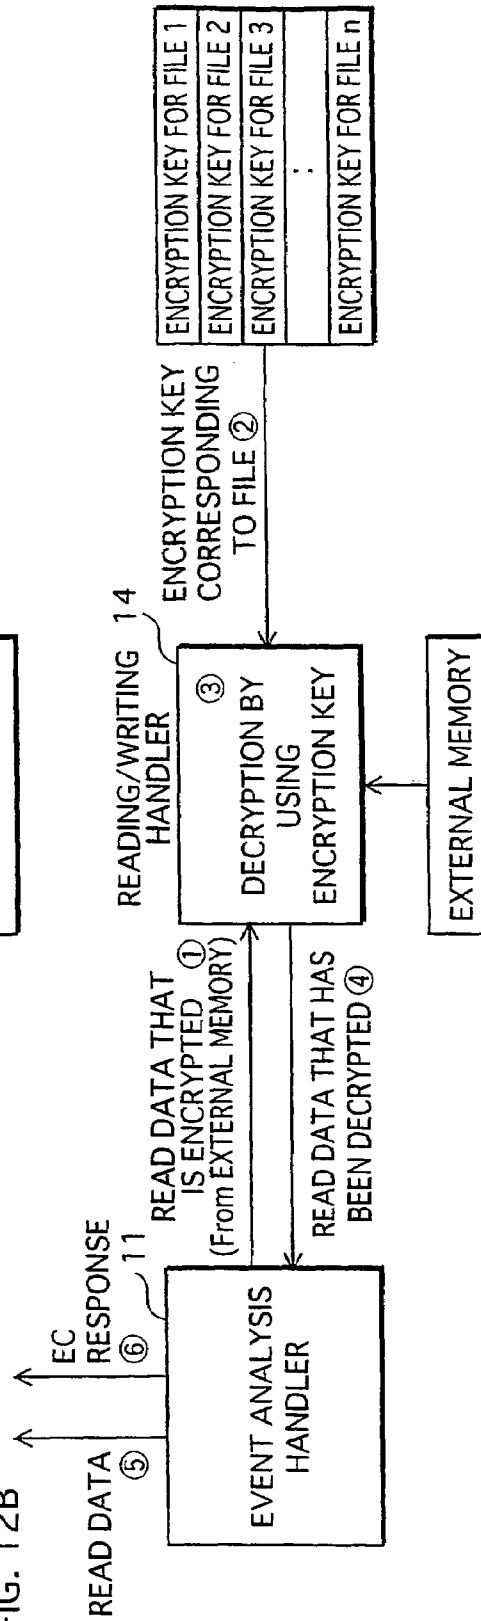 FIG. 12B
READ DATA
⑤
EC
RESPONSE
⑥
11
EVENT ANALYSIS
HANDLER
READ DATA THAT
IS ENCRYPTED ①
(From EXTERNAL MEMORY)
READ DATA THAT HAS
BEEN DECRYPTED ④
READING/WRITING
HANDLER
14
③
DECRYPTION BY
USING
ENCRYPTION KEY
EXTERNAL MEMORY
ENCRYPTION KEY
CORRESPONDING
TO FILE ②
ENCRYPTION KEY FOR FILE 1
ENCRYPTION KEY FOR FILE 2
ENCRYPTION KEY FOR FILE 3
:
ENCRYPTION KEY FOR FILE n